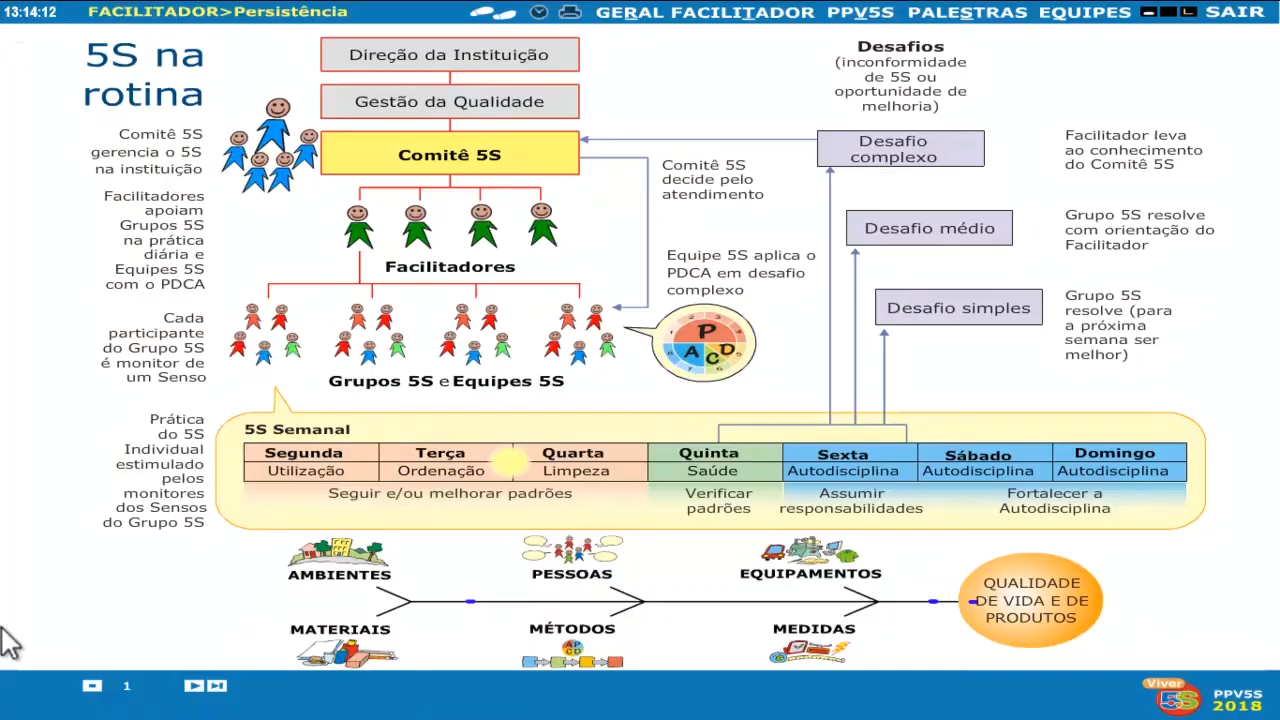 13:14:12
FACILITADOR>Persistência
GERAL FACILITADOR PPV5S PALESTRAS EQUIPES
SAIR
5S na
rotina
Direção da Instituição
Gestão da Qualidade
Comitê 5S
Comitê 5S
gerencia o 5S
na instituição
Facilitadores
apoiam
Grupos 5S
na prática
diária e
Equipes 5S
com o PDCA
Facilitadores
Cada
participante
do Grupo 5S
é monitor de
um Senso
Grupos 5S e Equipes 5S
Comitê 5S
decide pelo
atendimento
Equipe 5S aplica o
PDCA em desafio
complexo
P
A C D
Desafios
(inconformidade
de 5S ou
oportunidade de
melhoria)
Desafio
complexo
Facilitador leva
ao conhecimento
do Comitê 5S
Desafio médio
Grupo 5S resolve
com orientação do
Facilitador
Desafio simples
Grupo 5S
resolve (para
a próxima
semana ser
melhor)
Prática
do 5S
Individual
estimulado
pelos
monitores
dos Sensos
do Grupo 5S
5S Semanal
Segunda Terça Quarta Quinta Sexta Sábado Domingo
Utilização Ordenação Limpeza Saúde Autodisciplina Autodisciplina Autodisciplina
Seguir e/ou melhorar padrões
Verificar
padrões
Assumir
responsabilidades
Fortalecer a
Autodisciplina
AMBIENTES
PESSOAS
EQUIPAMENTOS
MATERIAIS
MÉTODOS
MEDIDAS
QUALIDADE
DE VIDA E DE
PRODUTOS
1
Viver
5S
PPV5S
2018